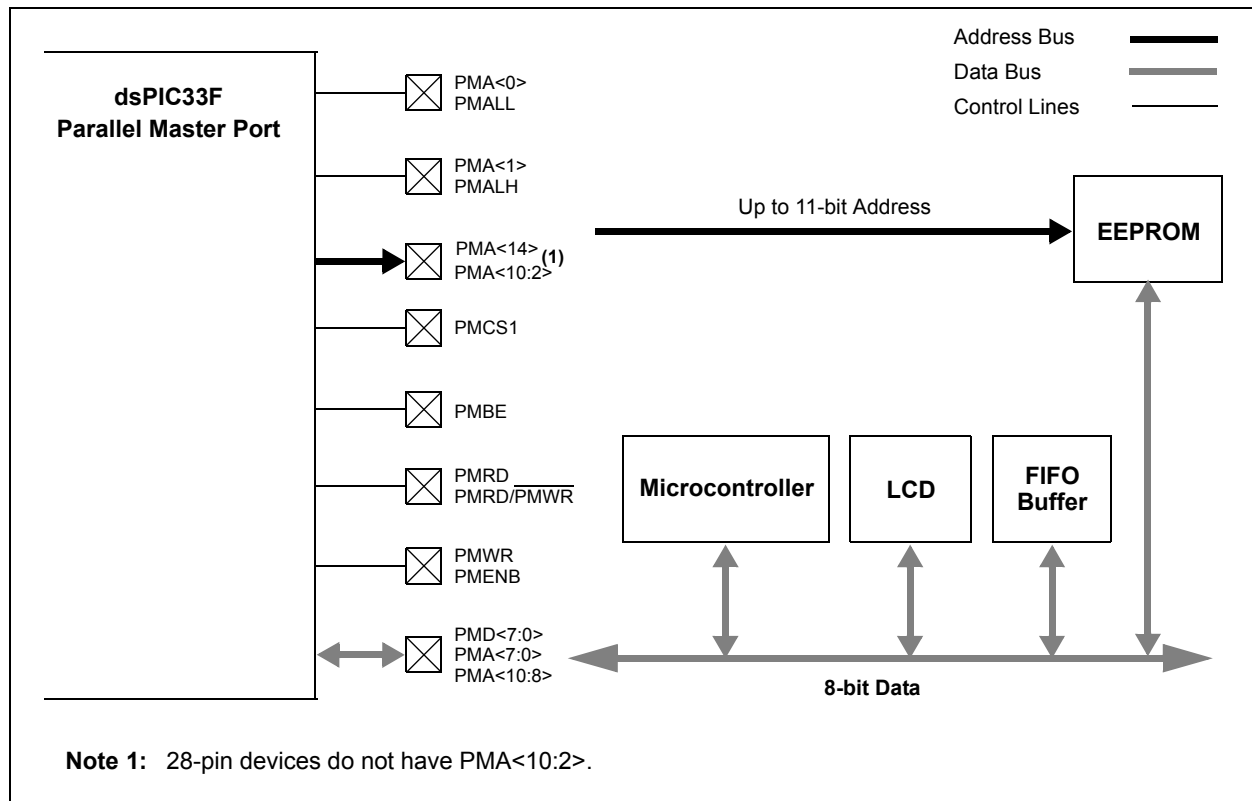 Address Bus
Data Bus
Control Lines
dsPIC33F
Parallel Master Port
PMA<0>
PMALL
PMA<1>
PMALH
PMA<14>
PMA<10:2>
(1)
Up to 11-bit Address
EEPROM
PMCS1
PMBE
PMRD
PMRD/PMWR
Microcontroller
LCD
FIFO
Buffer
PMWR
PMENB
PMD<7:0>
PMA<7:0>
PMA<10:8>
8-bit Data
Note 1: 28-pin devices do not have PMA<10:2>.